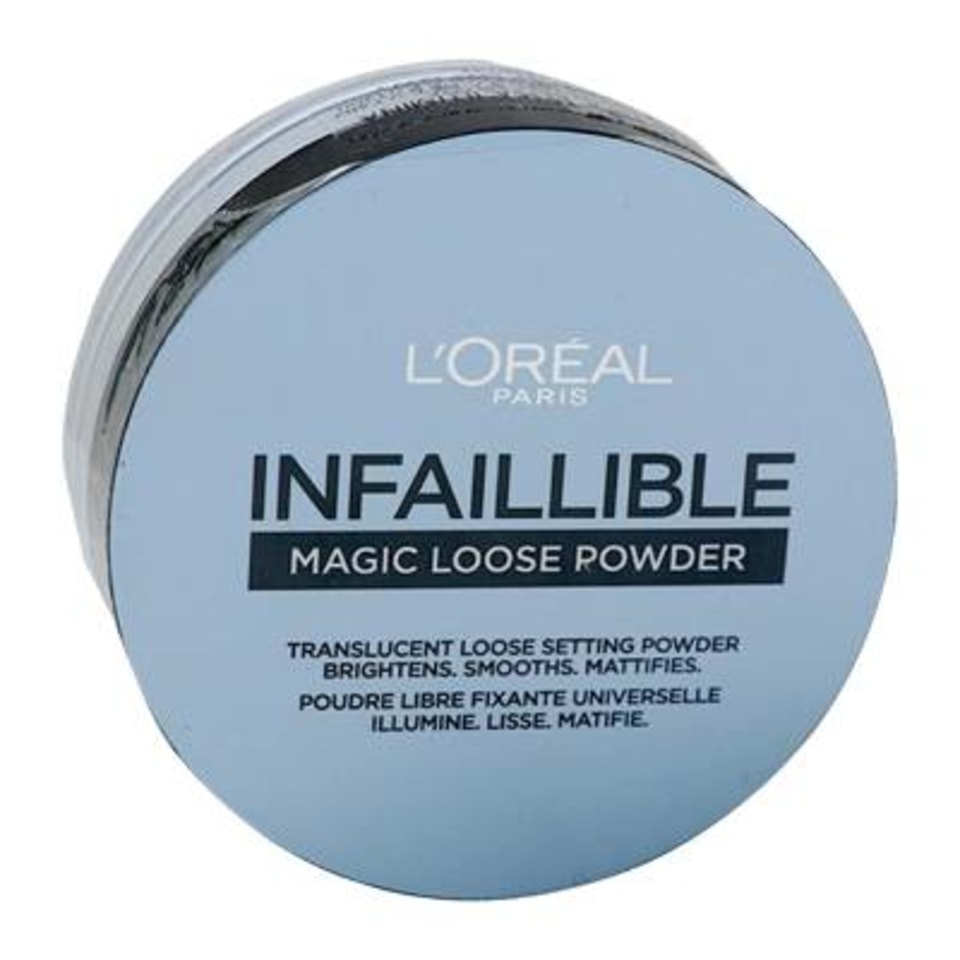 L'ORÉAL
PARIS
INFAILLIBLE
MAGIC LOOSE POWDER
TRANSLUCENT LOOSE SETTING POWDER
BRIGHTENS. SMOOTHS. MATTIFIES.
POUDRE LIBRE FIXANTE UNIVERSELLE
ILLUMINE. LISSE. MATIFIE.